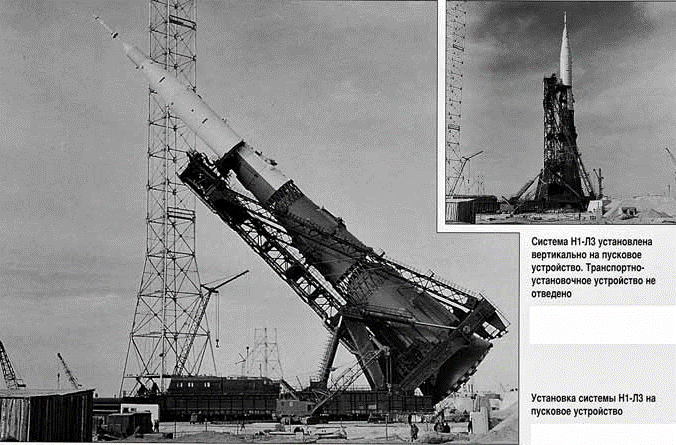 Система Н1-Л3 установлена
вертикально на пусковое
устройство. Транспортно-
установочное устройство не
отведено
Установка системы Н1-Л3 на
пусковое устройство